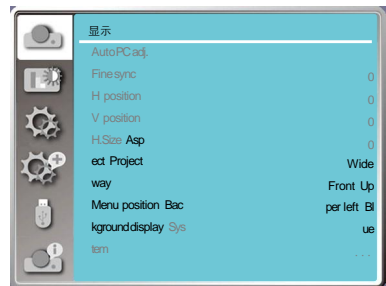 显示
Auto PC adj.
Fine sync 0
H position 0
V position 0
H.Size Asp 0
ect Project Wide
way Front Up
Menu position Bac per left Bl
kground display Sys ue
tem ...